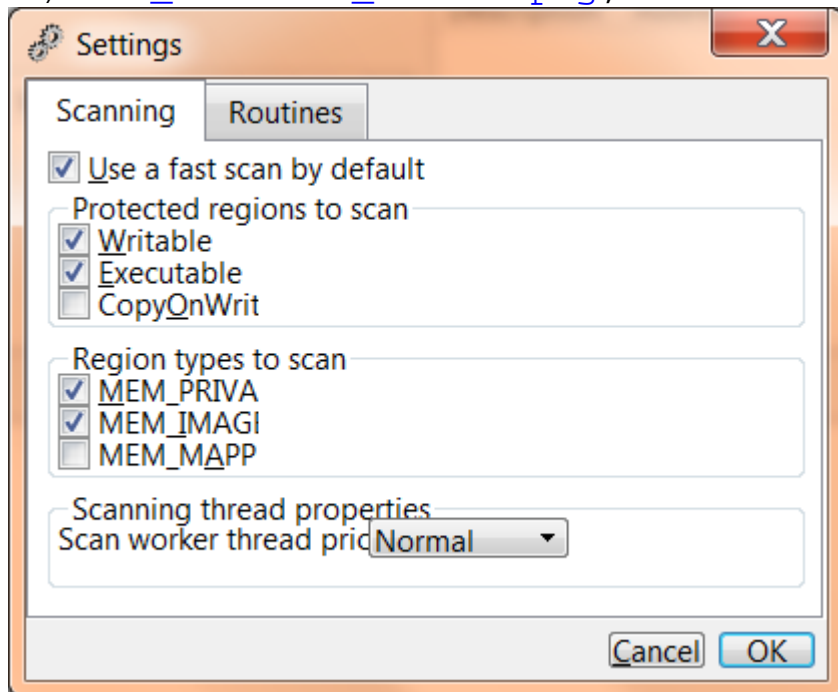 Settings
Scanning Routines
Use a fast scan by default
Protected regions to scan
Writable
Executable
CopyOnWrit
Region types to scan
MEM_PRIVA
MEM_IMAG
MEM_MAPP
Scanning thread properties
Scan worker thread pric Normal
Cancel OK